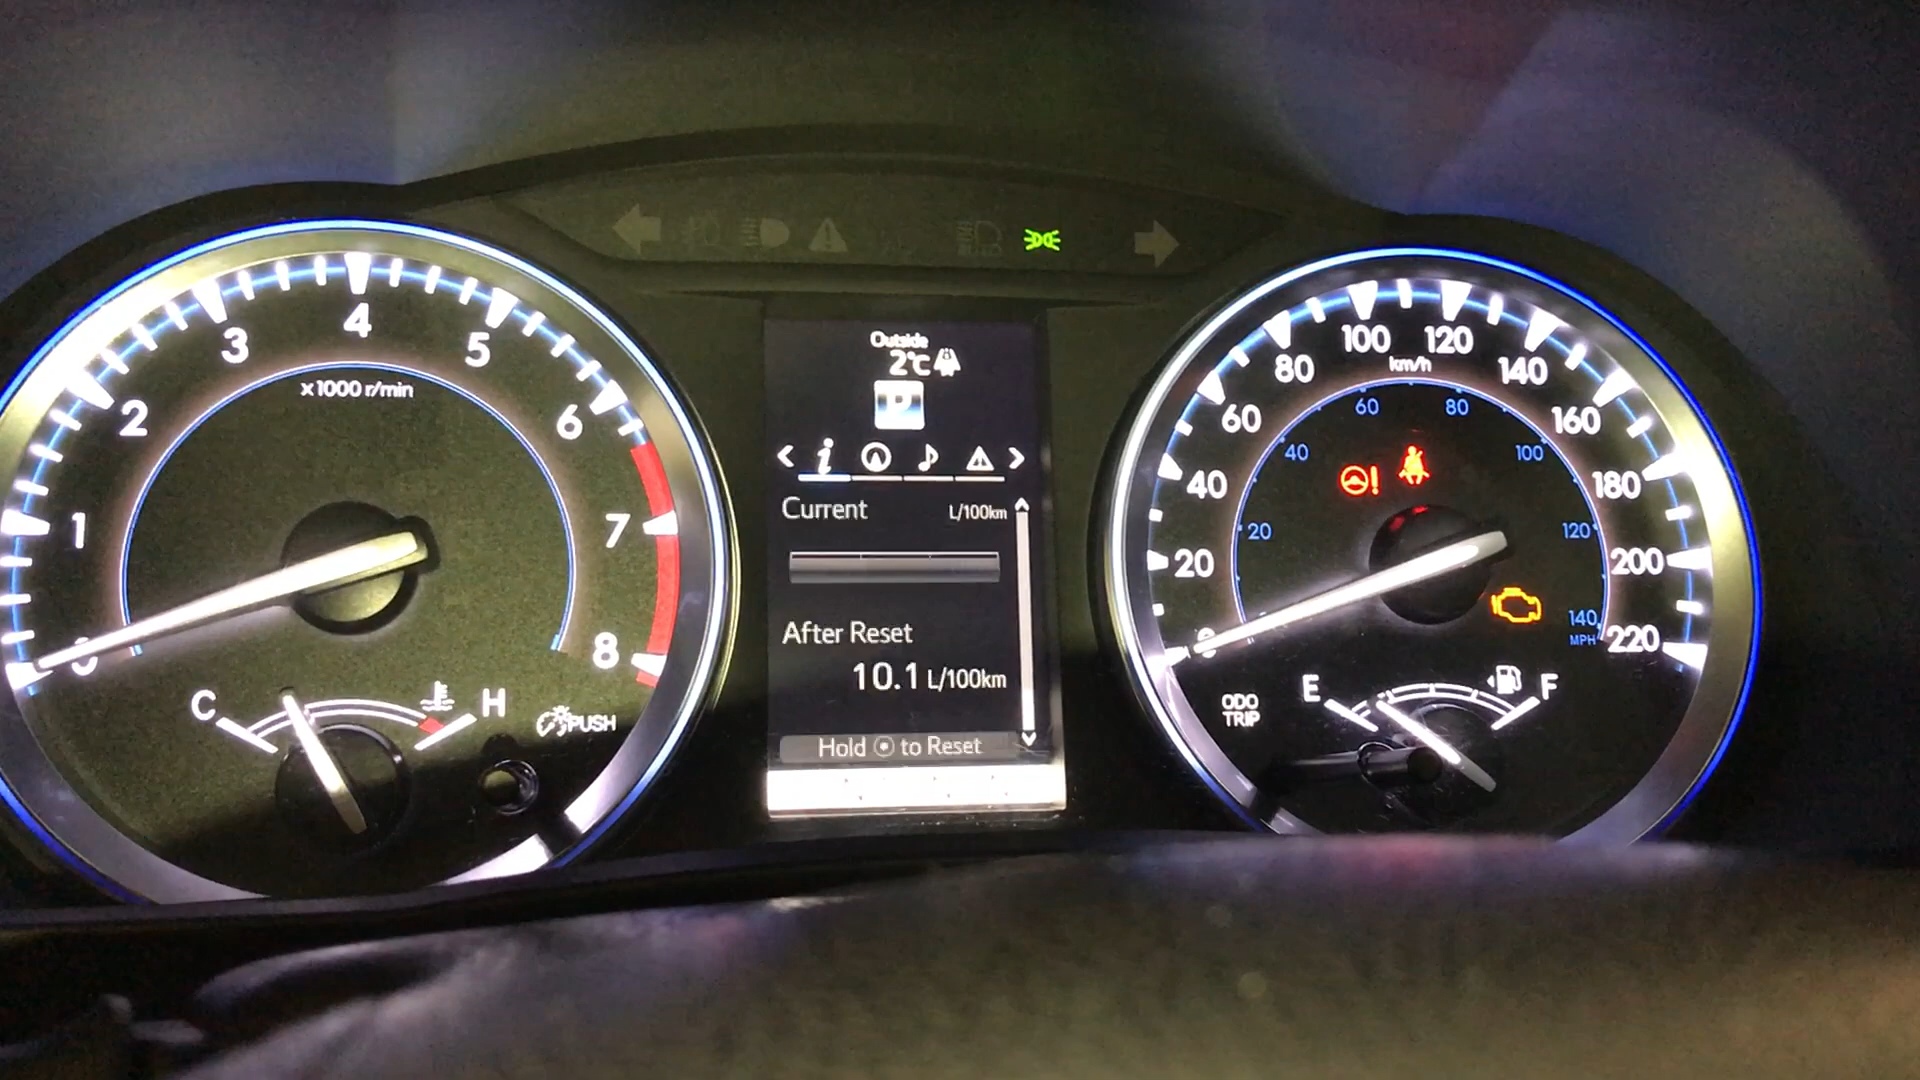 1
2
3
4
5
6
7
8
x1000 r/min
C
H
PUSH
Outside
2°C
P
Current
L/100km
After Reset
10.1 L/100km
Hold to Reset
0
20
40
60
80
100
120
140
160
180
200
220
km/h
20
40
60
80
100
120
140
MPH
ODO
TRIP
E
F